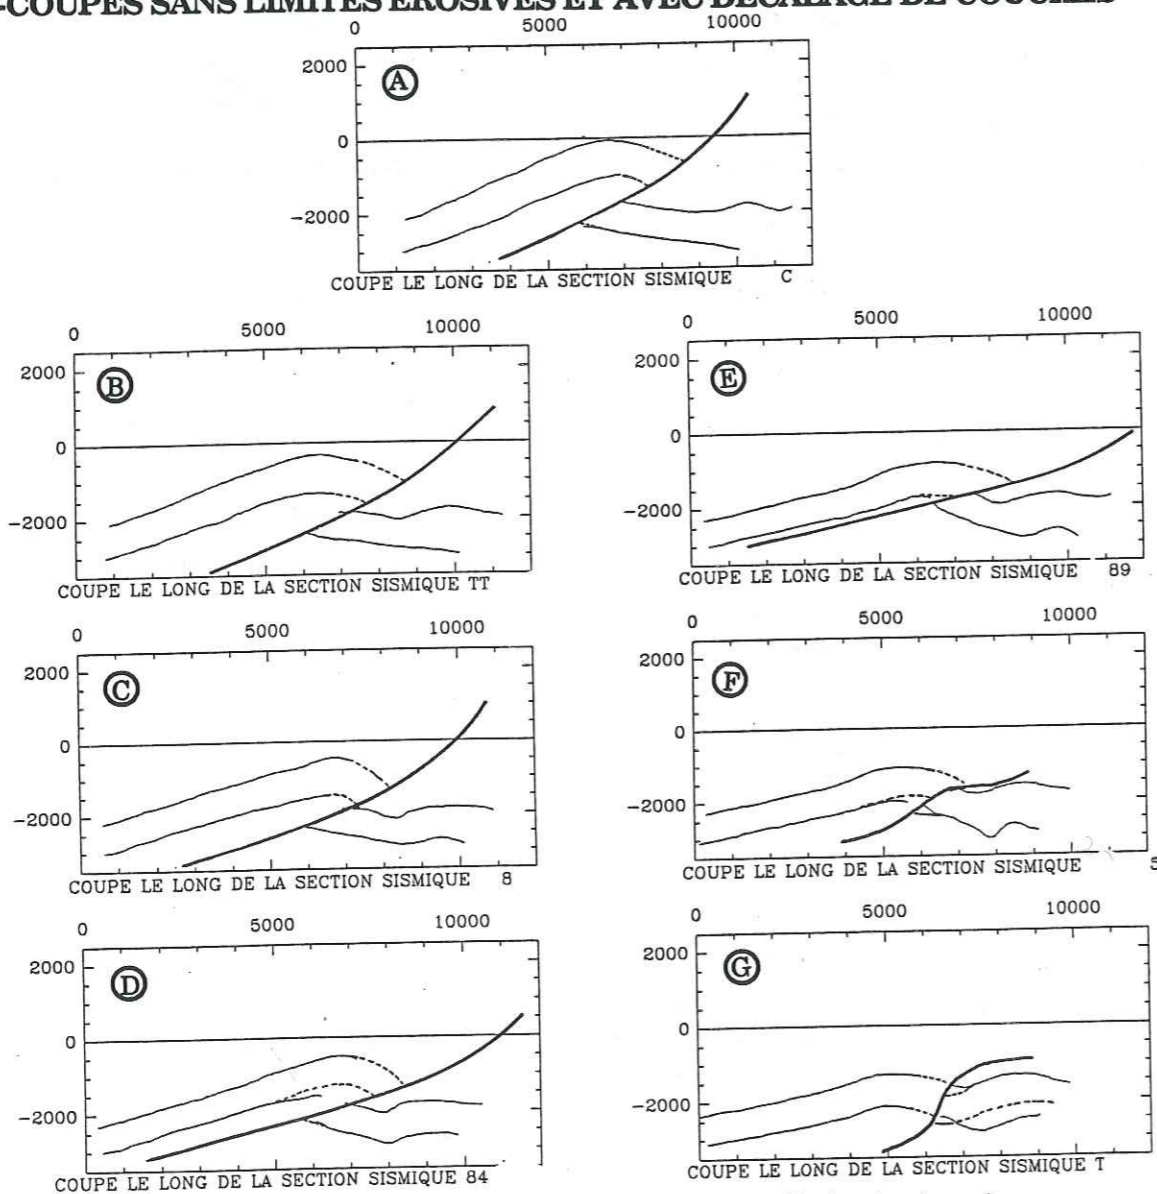 -COUPES SANS LIMITES EROSIVES ET AVEC DECALAGE DE COUCHES
0 5000 10000
2000
A
0
-2000
COUPE LE LONG DE LA SECTION SISMIQUE C
0 5000 10000
2000
B
0
-2000
COUPE LE LONG DE LA SECTION SISMIQUE TT
0 5000 10000
2000
C
0
-2000
COUPE LE LONG DE LA SECTION SISMIQUE 8
0 5000 10000
2000
D
0
-2000
COUPE LE LONG DE LA SECTION SISMIQUE 84
0 5000 10000
2000
E
0
-2000
COUPE LE LONG DE LA SECTION SISMIQUE 89
0 5000 10000
2000
F
0
-2000
COUPE LE LONG DE LA SECTION SISMIQUE 5
0 5000 10000
2000
G
0
-2000
COUPE LE LONG DE LA SECTION SISMIQUE T